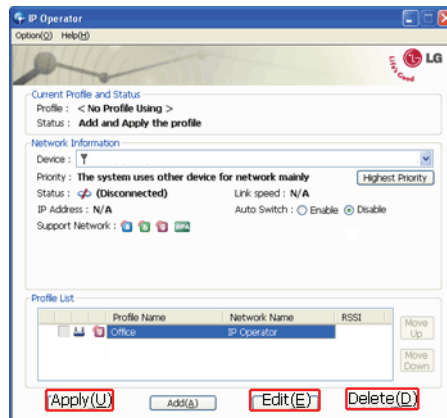 IP Operator
Option(O) Help(H)
LG
Life's Good
Current Profile and Status
Profile : < No Profile Using >
Status : Add and Apply the profile
Network Information
Device :
Priority : The system uses other device for network mainly Highest Priority
Status : (Disconnected) Link speed : N/A
IP Address : N/A Auto Switch : Enable Disable
Support Network : a b g WPA
Profile List
Profile Name Network Name RSSI
Office IP Operator
Move Up
Move Down
Apply(U) Add(A) Edit(E) Delete(D)